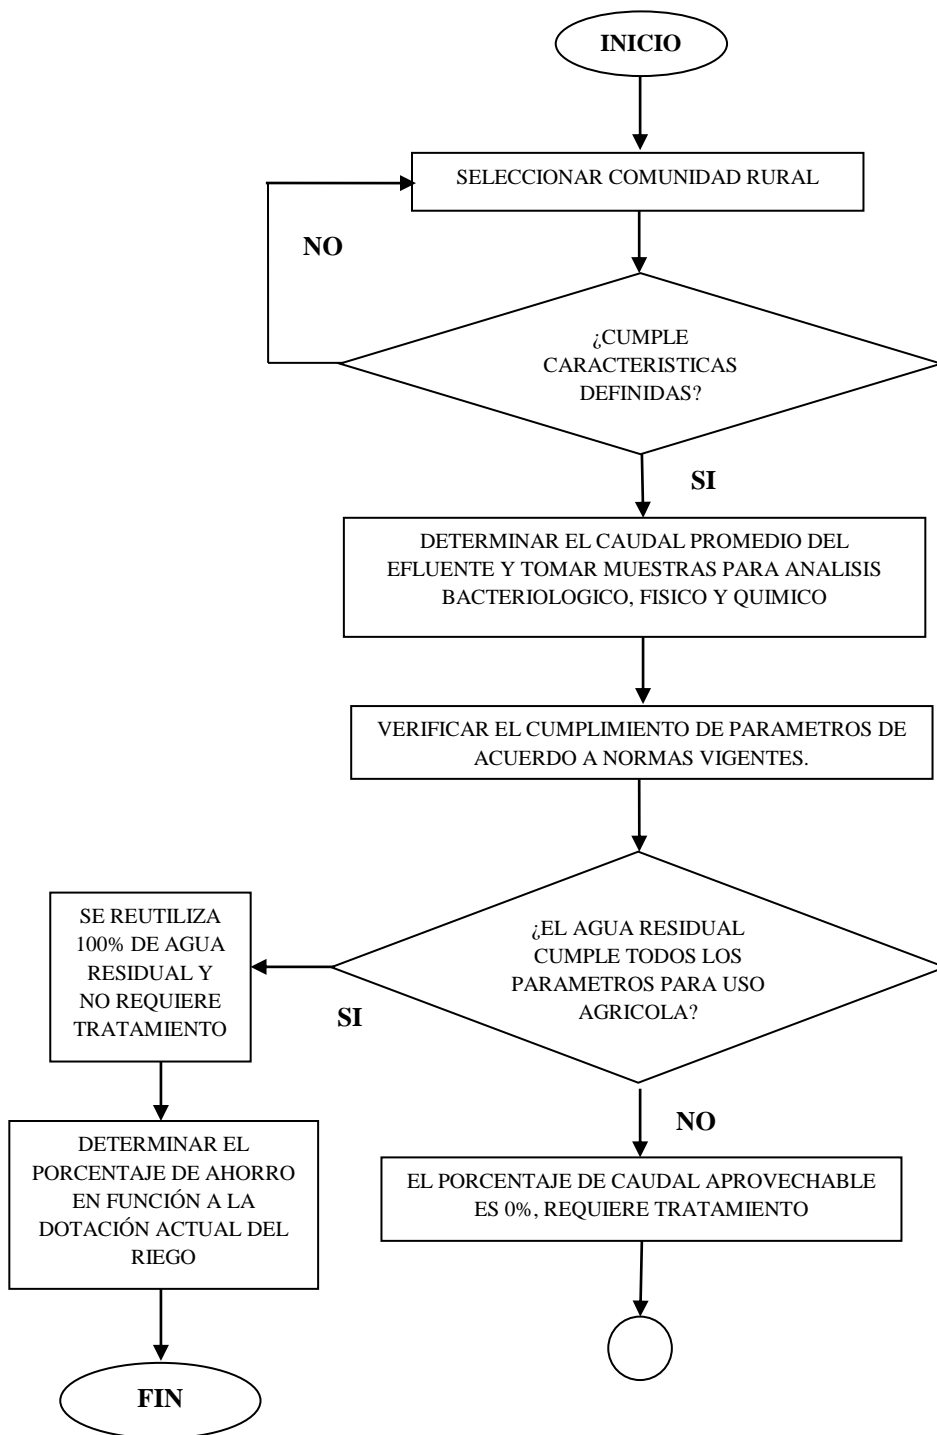 INICIO
SELECCIONAR COMUNIDAD RURAL
NO
¿CUMPLE
CARACTERISTICAS
DEFINIDAS?
SI
DETERMINAR EL CAUDAL PROMEDIO DEL
EFLUENTE Y TOMAR MUESTRAS PARA ANALISIS
BACTERIOLOGICO, FISICO Y QUIMICO
VERIFICAR EL CUMPLIMIENTO DE PARAMETROS DE
ACUERDO A NORMAS VIGENTES.
¿EL AGUA RESIDUAL
CUMPLE TODOS LOS
PARAMETROS PARA USO
AGRICOLA?
SI
SE REUTILIZA
100% DE AGUA
RESIDUAL Y
NO REQUIERE
TRATAMIENTO
DETERMINAR EL
PORCENTAJE DE AHORRO
EN FUNCIÓN A LA
DOTACIÓN ACTUAL DEL
RIEGO
FIN
NO
EL PORCENTAJE DE CAUDAL APROVECHABLE
ES 0%, REQUIERE TRATAMIENTO